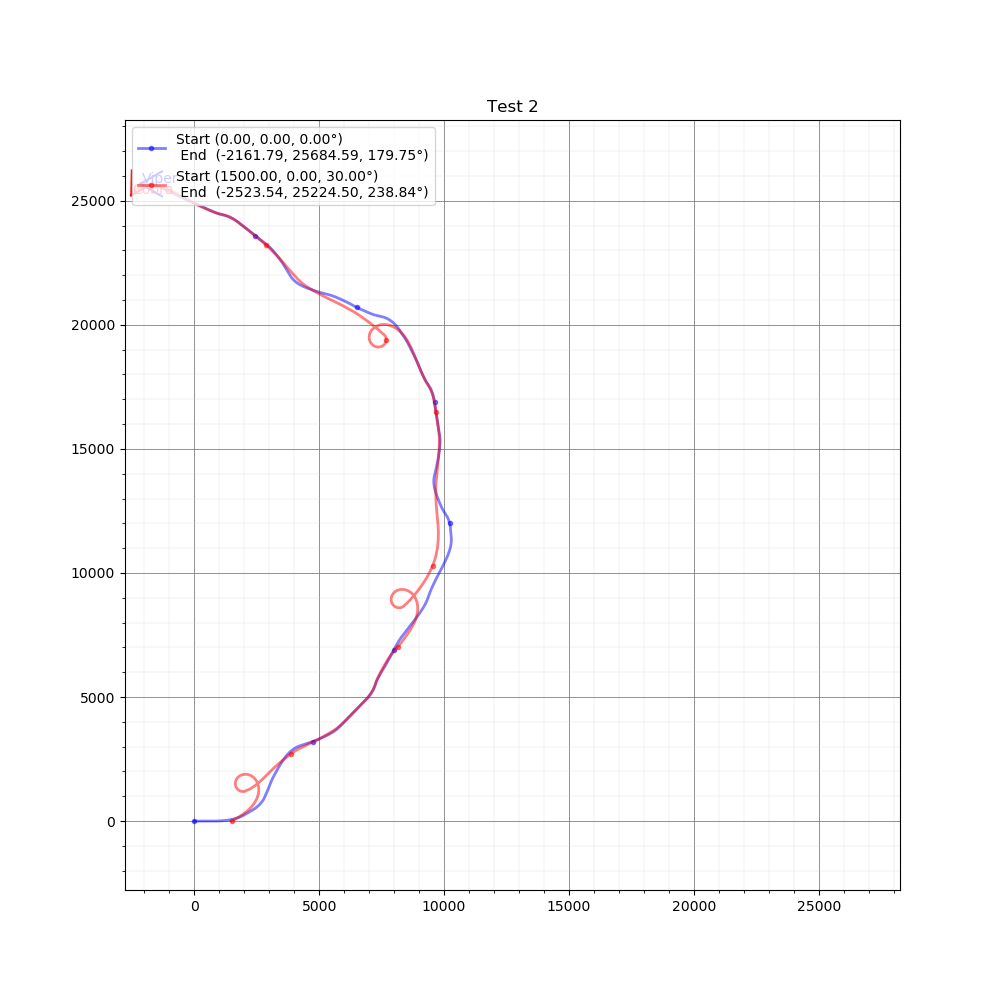 Test 2
Start (0.00, 0.00, 0.00°)
End (-2161.79, 25684.59, 179.75°)
Start (1500.00, 0.00, 30.00°)
End (-2523.54, 25224.50, 238.84°)
Viper
25000
20000
15000
10000
5000
0
0 5000 10000 15000 20000 25000